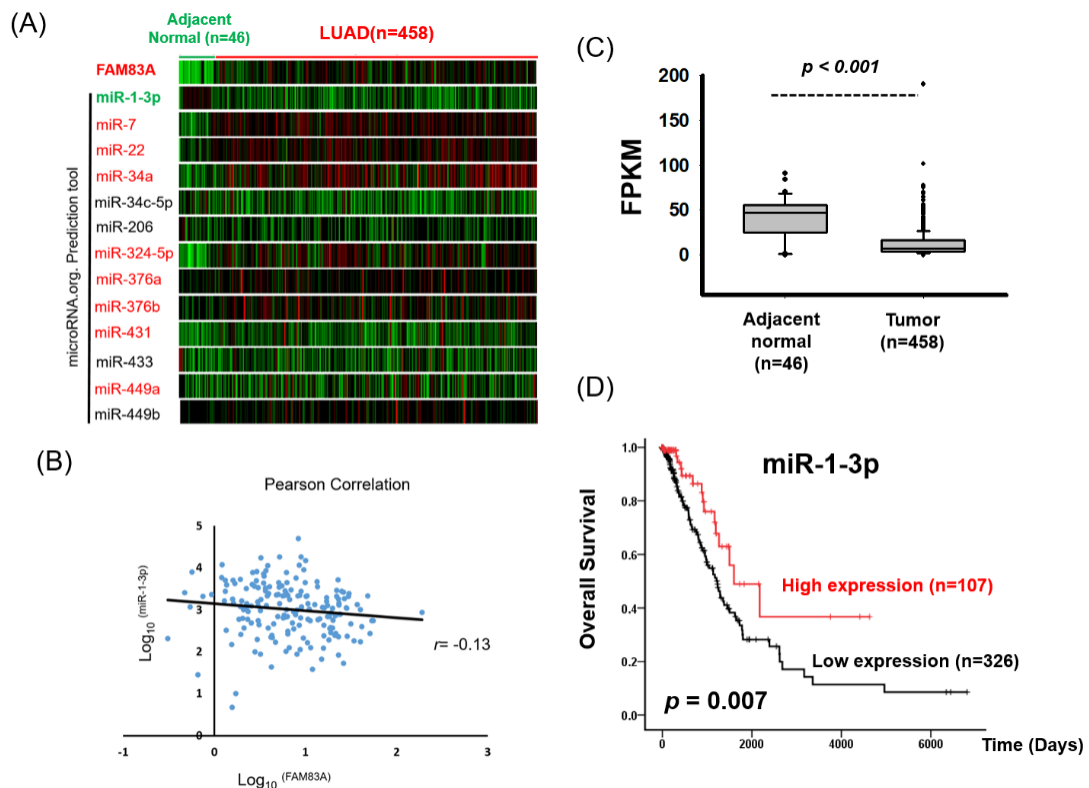 (A)
Adjacent
Normal (n=46)
LUAD(n=458)
FAM83A
miR-1-3p
miR-7
miR-22
miR-34a
miR-34c-5p
miR-206
miR-324-5p
miR-376a
miR-376b
miR-431
miR-433
miR-449a
miR-449b
microRNA.org. Prediction tool
(B)
Pearson Correlation
Log10 (miR-1-3p)
5
4
3
2
1
0
-1
0
1
2
3
r= -0.13
Log10 (FAM83A)
(C)
p < 0.001
FPKM
200
150
100
50
0
Adjacent
normal
(n=46)
Tumor
(n=458)
(D)
miR-1-3p
Overall Survival
1.0
0.8
0.6
0.4
0.2
0.0
High expression (n=107)
Low expression (n=326)
p = 0.007
0
2000
4000
6000
Time (Days)